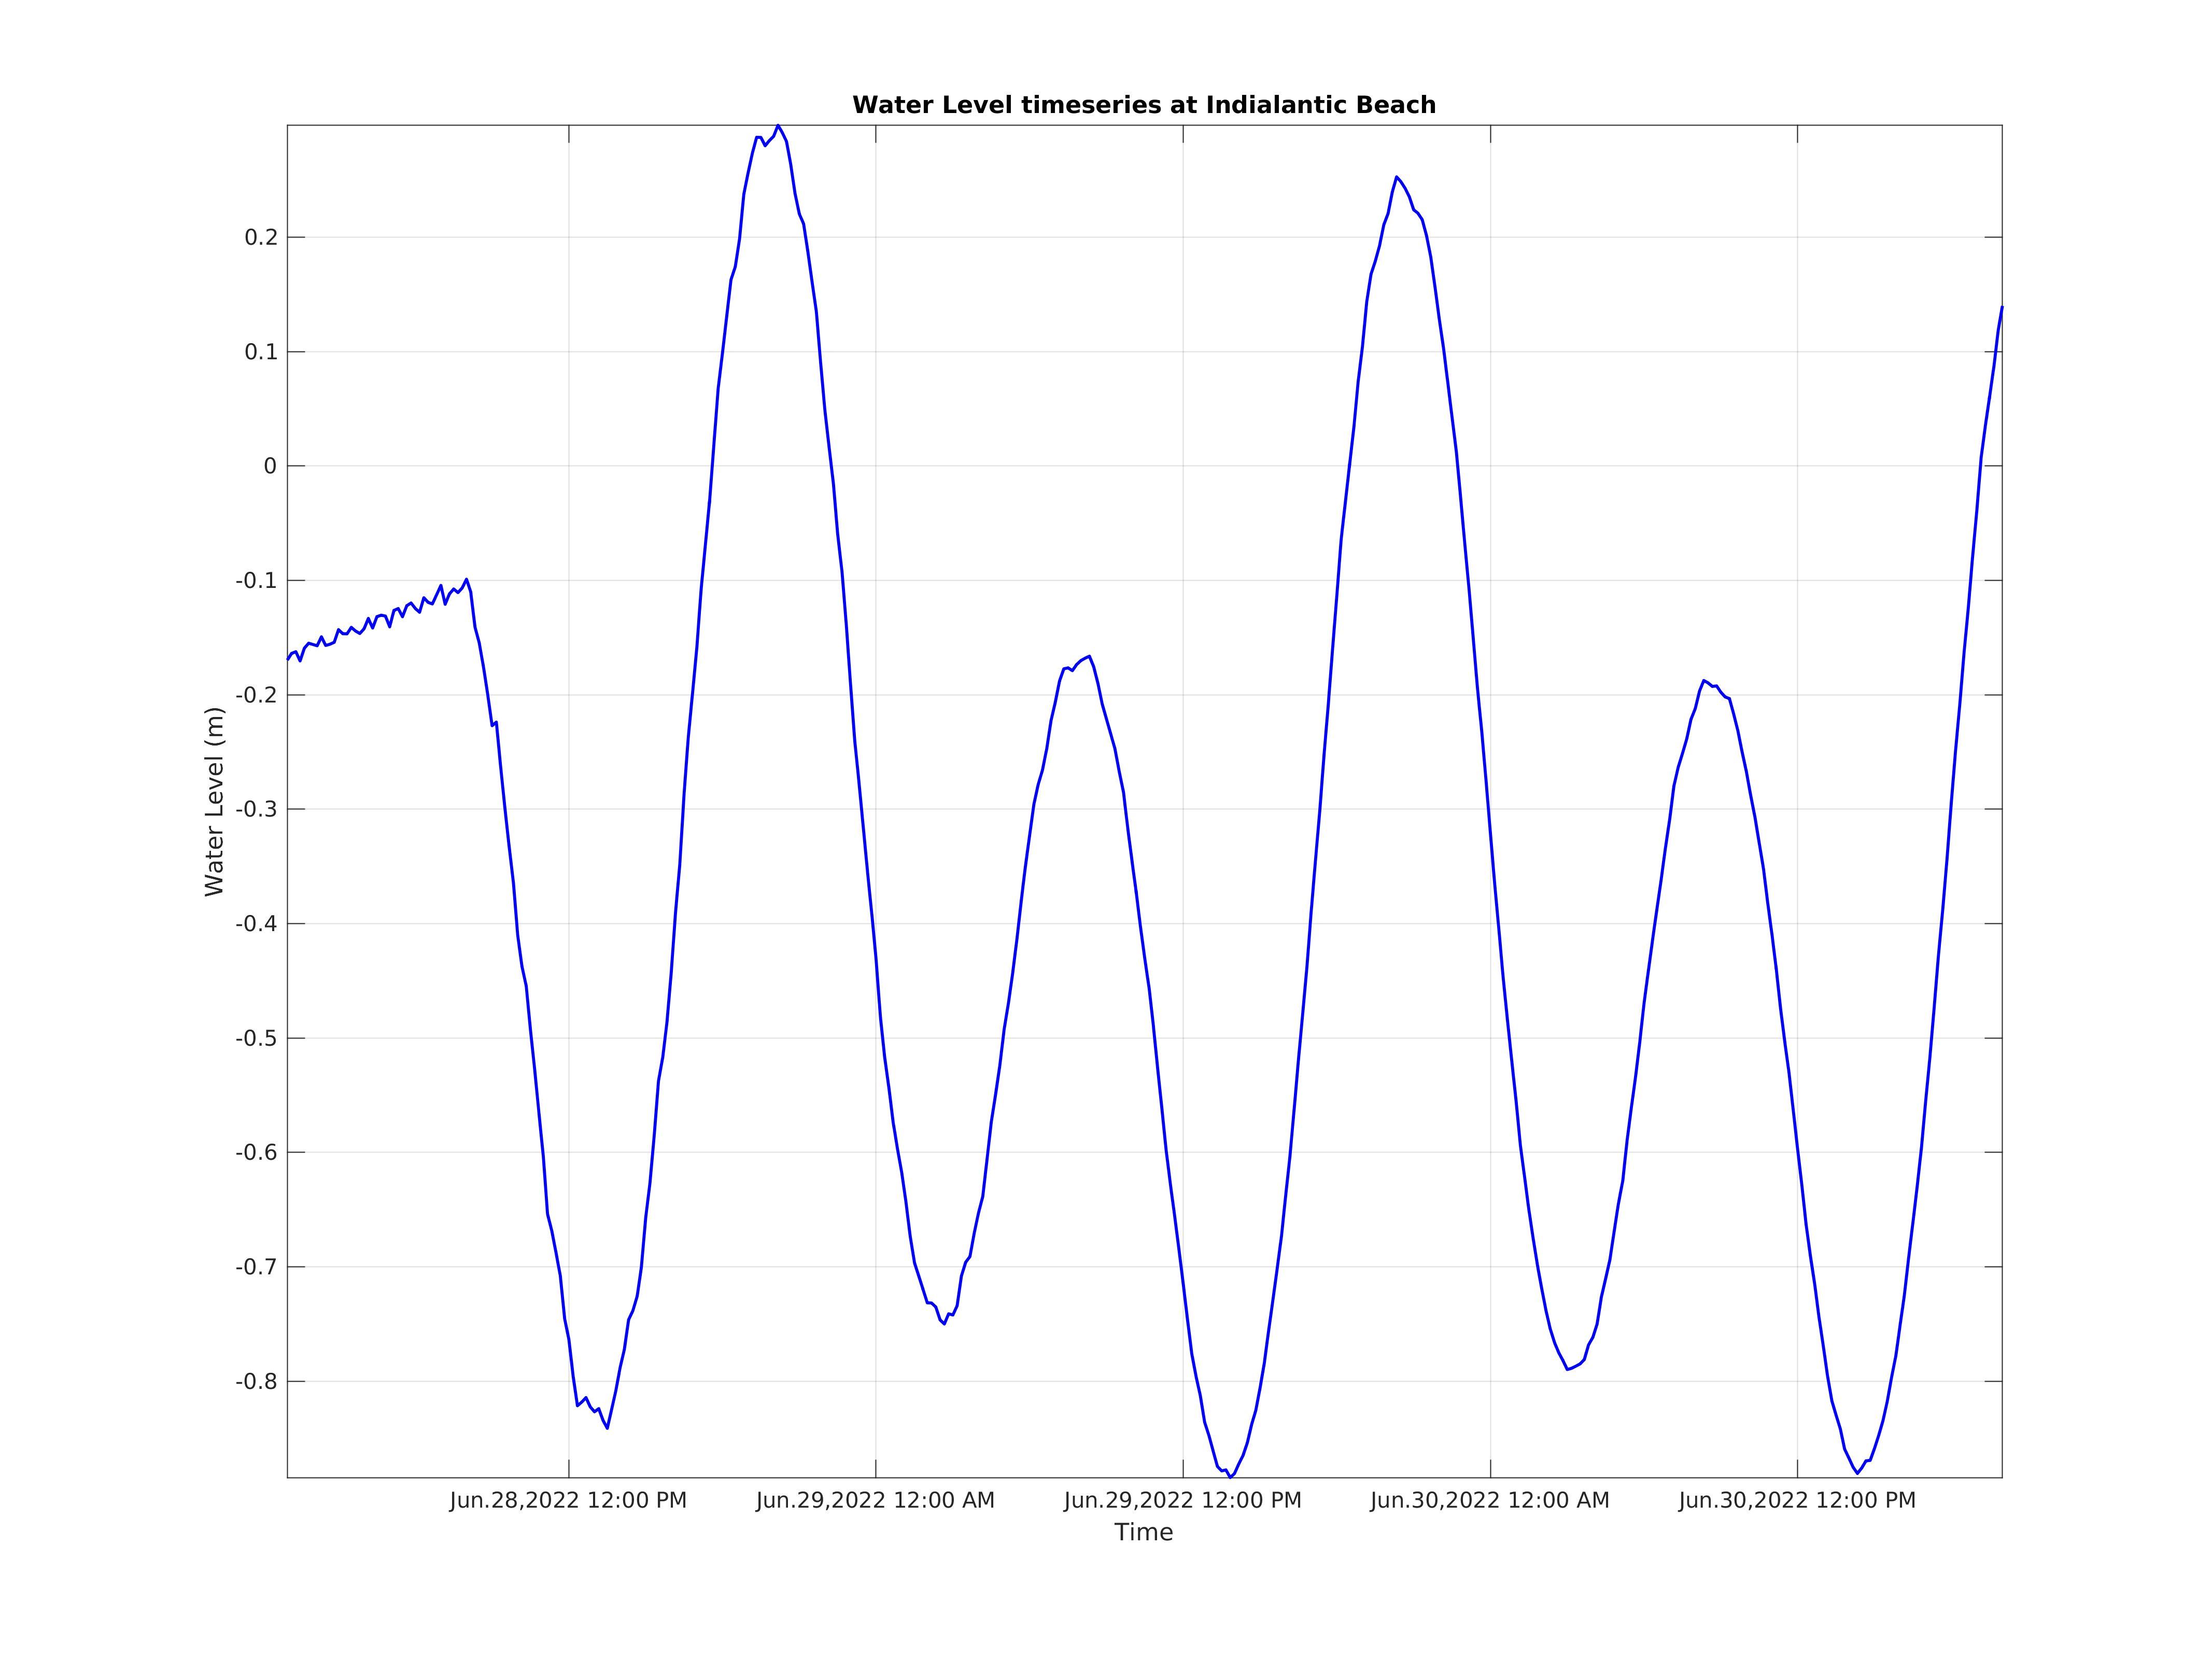 Water Level timeseries at Indialantic Beach
0.2
0.1
0
-0.1
-0.2
-0.3
-0.4
-0.5
-0.6
-0.7
-0.8
Water Level (m)
Jun.28,2022 12:00 PM
Jun.29,2022 12:00 AM
Jun.29,2022 12:00 PM
Jun.30,2022 12:00 AM
Jun.30,2022 12:00 PM
Time